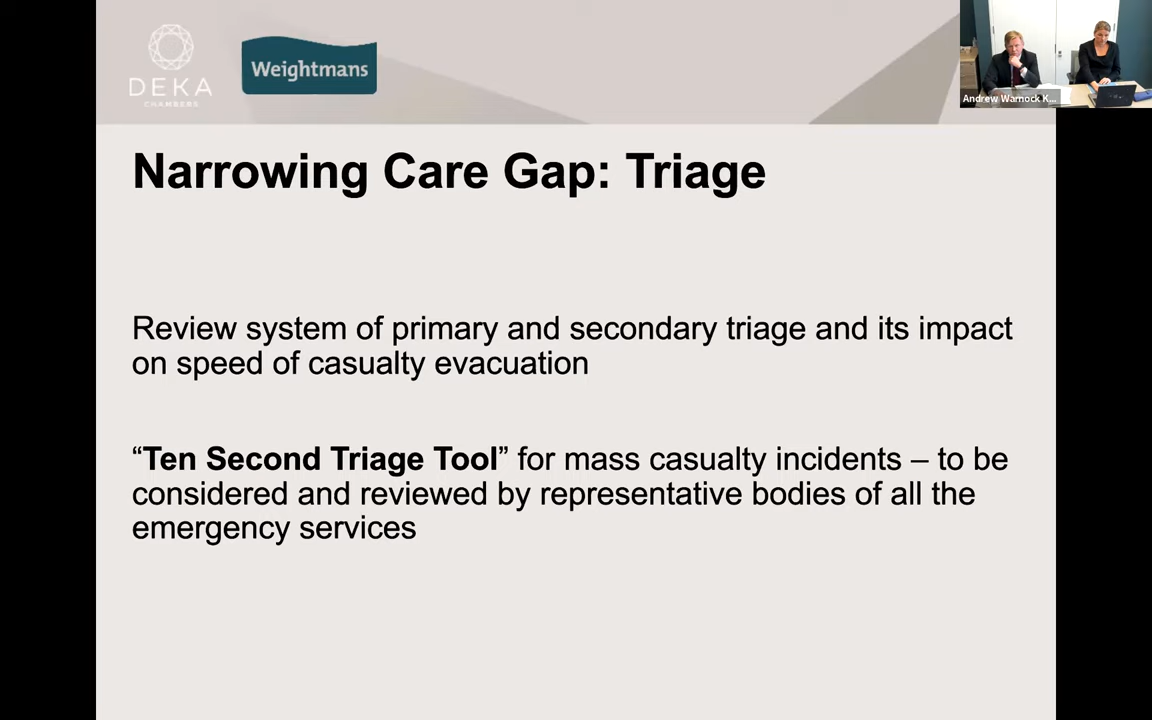 DEKA
CHAMBERS
Weightmans
Andrew Warnock K...
Narrowing Care Gap: Triage
Review system of primary and secondary triage and its impact
on speed of casualty evacuation
“Ten Second Triage Tool” for mass casualty incidents – to be
considered and reviewed by representative bodies of all the
emergency services